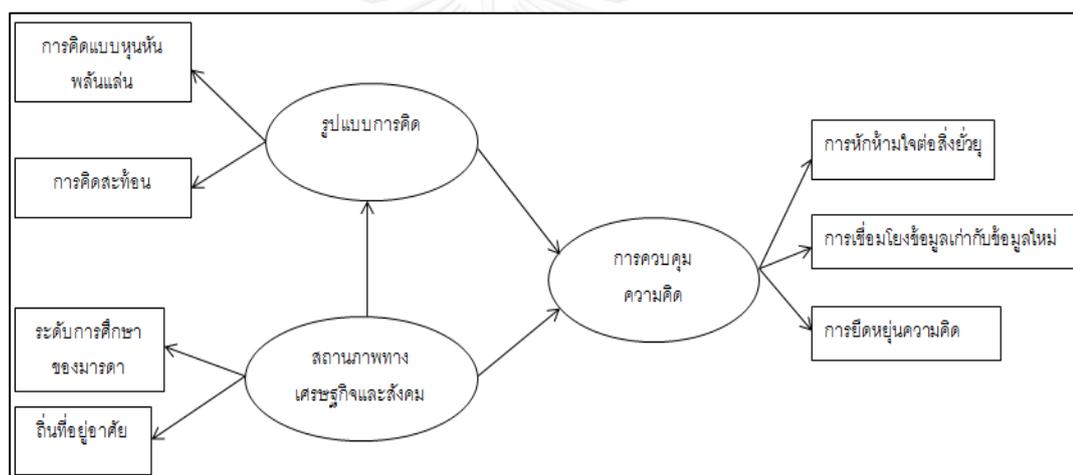 การคิดแบบหุนหัน
พลันแล่น
รูปแบบการคิด
การคิดสะท้อน
การหักห้ามใจต่อสิ่งยั่วยุ
การเชื่อมโยงข้อมูลเก่ากับข้อมูลใหม่
การควบคุม
ความคิด
การยืดหยุ่นความคิด
ระดับการศึกษา
ของมารดา
สถานภาพทาง
เศรษฐกิจและสังคม
ถิ่นที่อยู่อาศัย